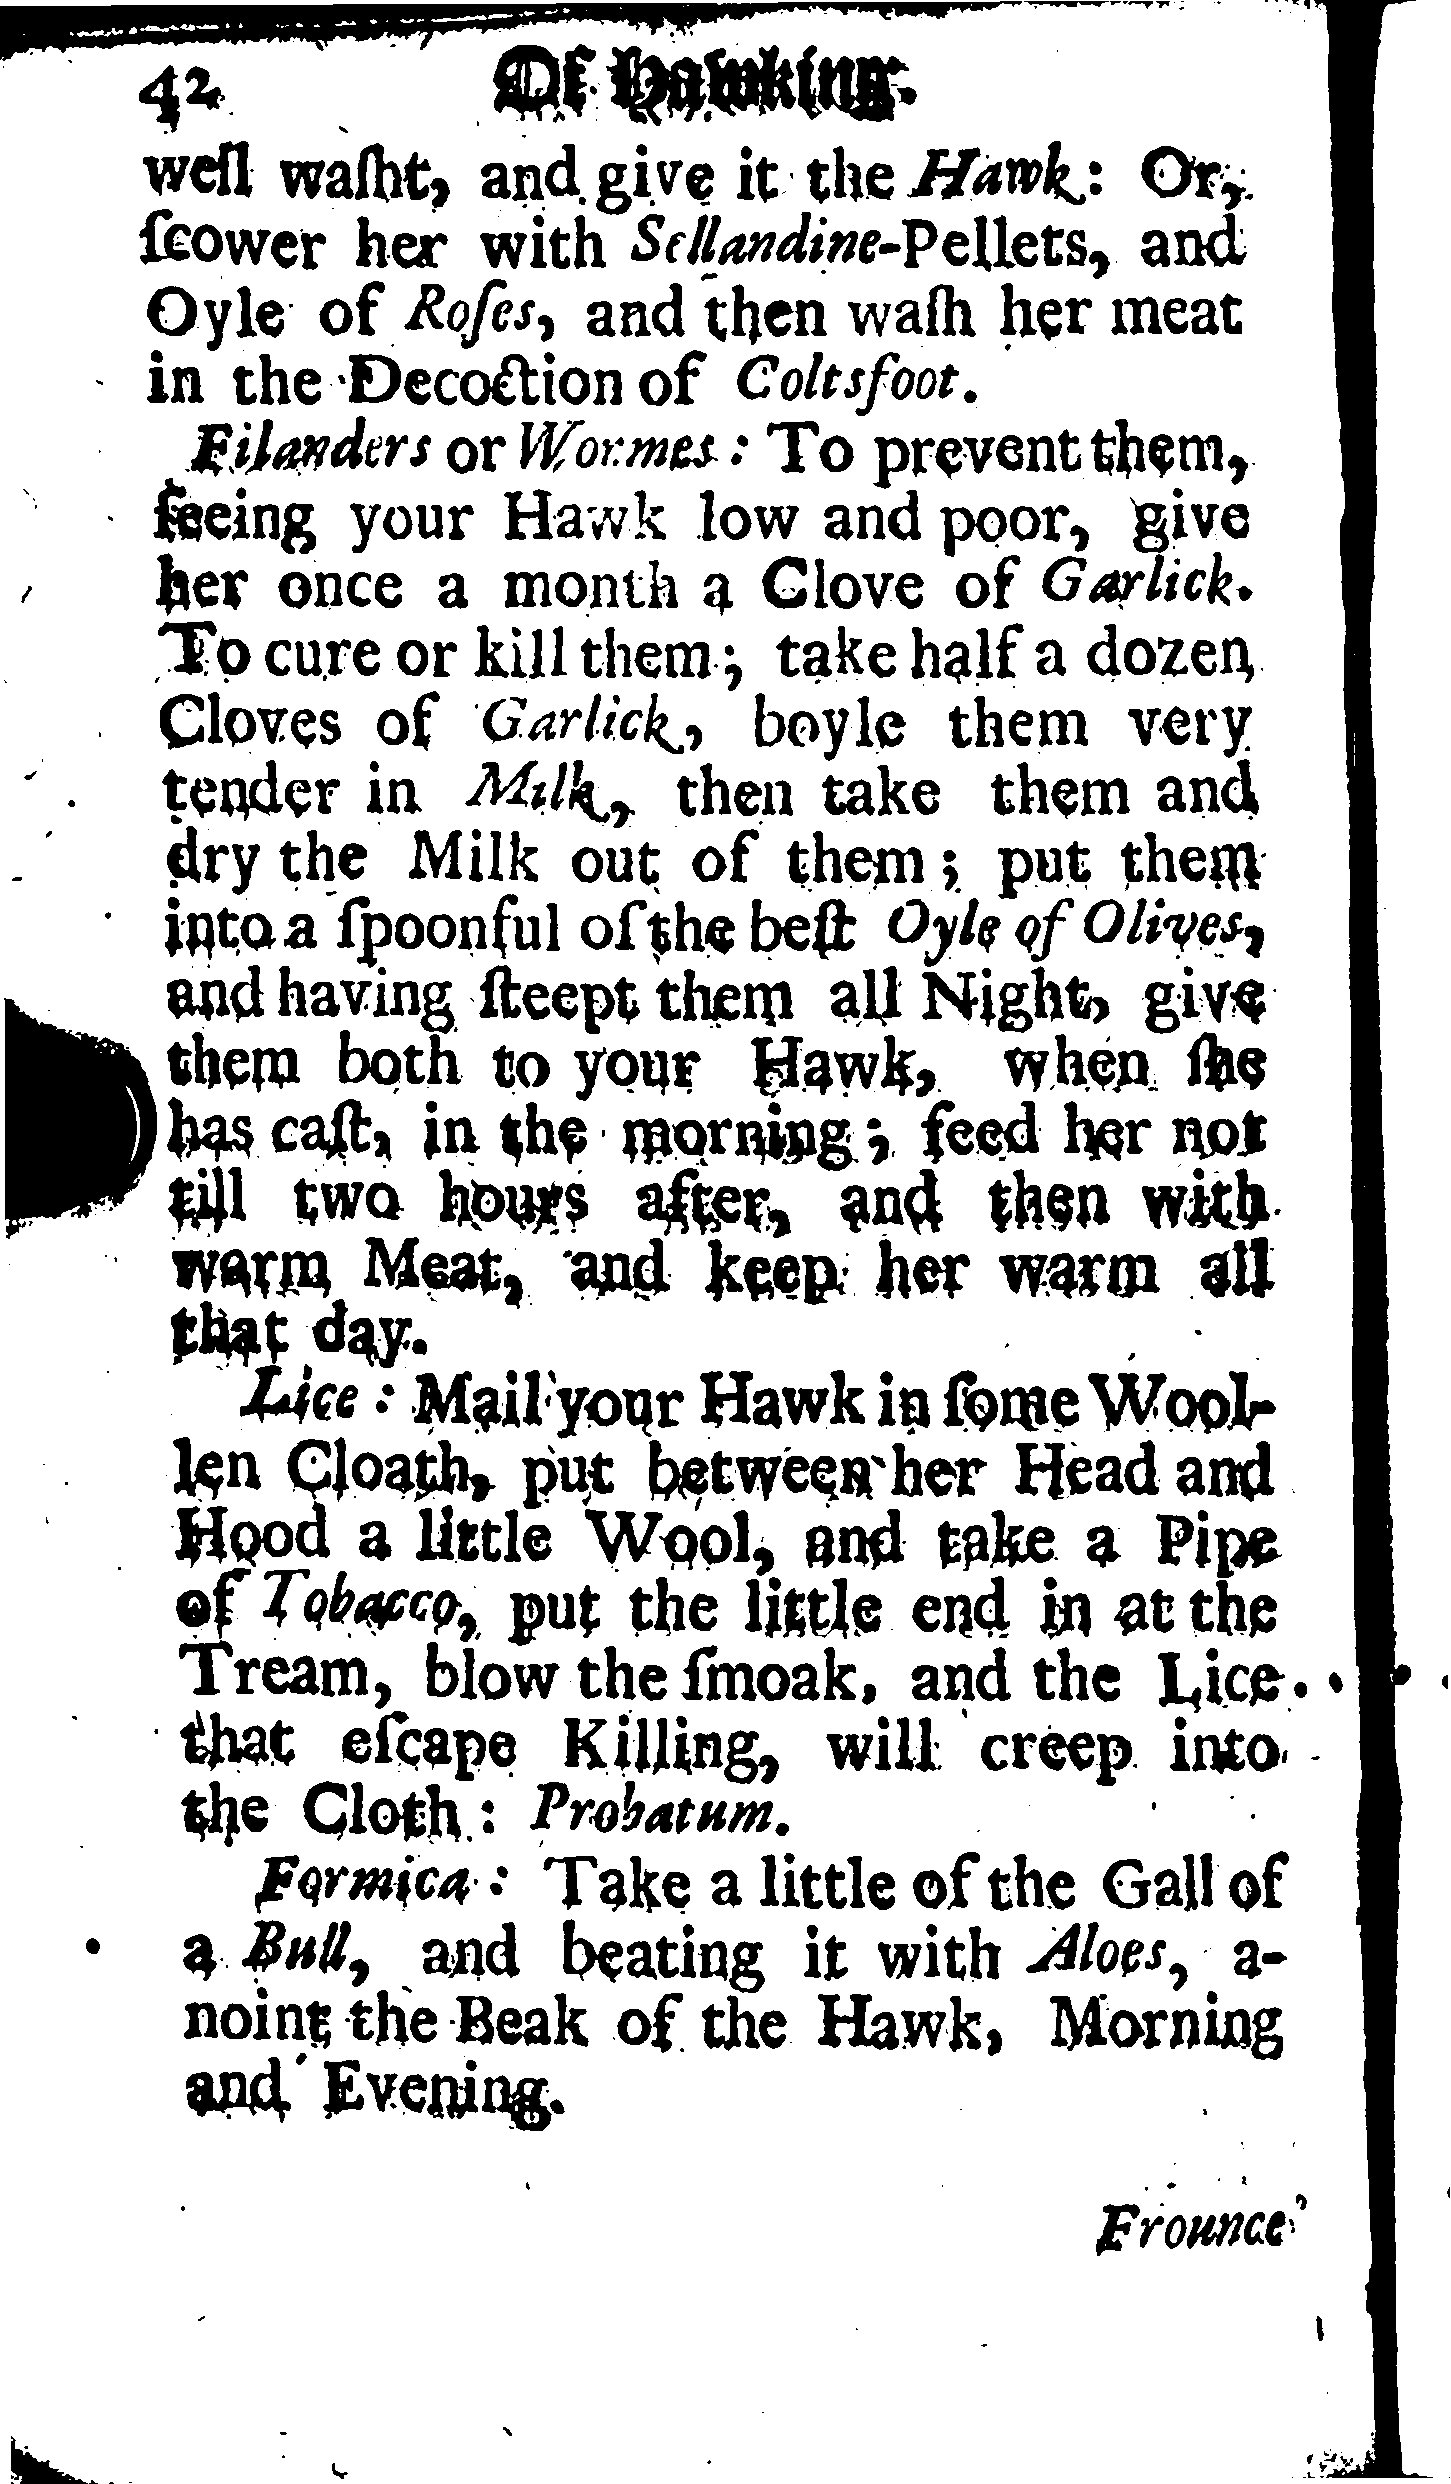 42 Of Hawking.
well waſht, and give it the Hawk: Or,
ſcower her with Sellandine-Pellets, and
Oyle of Roſes, and then waſh her meat
in the Decoction of Coltsfoot.
Filanders or Wormes: To prevent them,
ſeeing your Hawk low and poor, give
her once a month a Clove of Garlick.
To cure or kill them; take half a dozen
Cloves of Garlick, boyle them very
tender in Milk, then take them and
dry the Milk out of them; put them
into a ſpoonful of the beſt Oyle of Olives,
and having ſteept them all Night, give
them both to your Hawk, when ſhe
has caſt, in the morning; feed her not
till two hours after, and then with
warm Meat, and keep her warm all
that day.
Lice: Mail your Hawk in ſome Wool-
len Cloath, put between her Head and
Hood a little Wool, and take a Pipe
of Tobacco, put the little end in at the
Tream, blow the ſmoak, and the Lice
that eſcape Killing, will creep into
the Cloth: Probatum.
Formica: Take a little of the Gall of
a Bull, and beating it with Aloes, a-
noint the Beak of the Hawk, Morning
and Evening.
Frounce